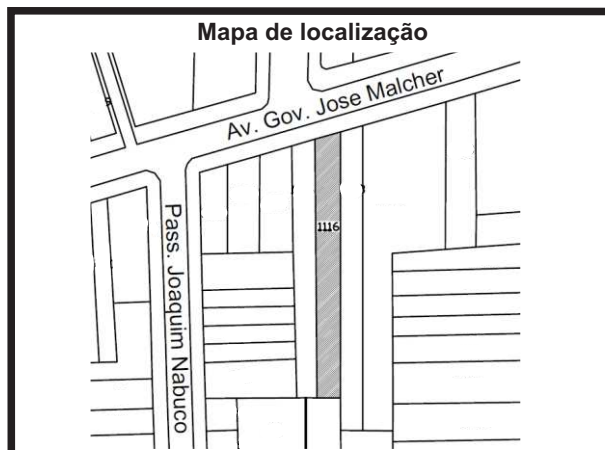 Mapa de localização
Av. Gov. Jose Malcher
1116
Pass. Joaquim Nabuco